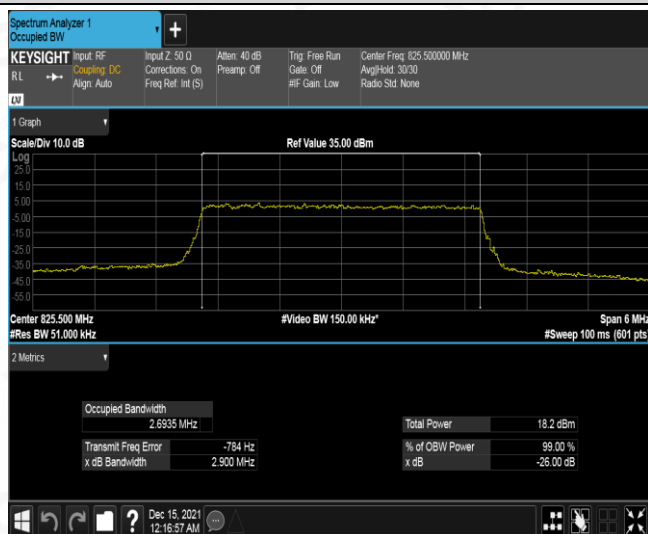 Spectrum Analyzer 1
Occupied BW
+
KEYSIGHT Input: RF Input Z: 50 Ω Atten: 40 dB Trig: Free Run Center Freq: 825.500000 MHz
R L Coupling: DC Corrections: On Preamp: Off Gate: Off Avg|Hold: 30/30
Align: Auto Freq Ref: Int (S) #IF Gain: Low Radio Std: None
LXI
1 Graph
Scale/Div 10.0 dB Ref Value 35.00 dBm
Log
25.0
15.0
5.00
-5.00
-15.0
-25.0
-35.0
-45.0
-55.0
Center 825.500 MHz #Video BW 150.00 kHz* Span 6 MHz
#Res BW 51.000 kHz #Sweep 100 ms (601 pts)
2 Metrics
Occupied Bandwidth
2.6935 MHz Total Power 18.2 dBm
Transmit Freq Error -784 Hz % of OBW Power 99.00 %
x dB Bandwidth 2.900 MHz x dB -26.00 dB
? Dec 15, 2021
12:16:57 AM